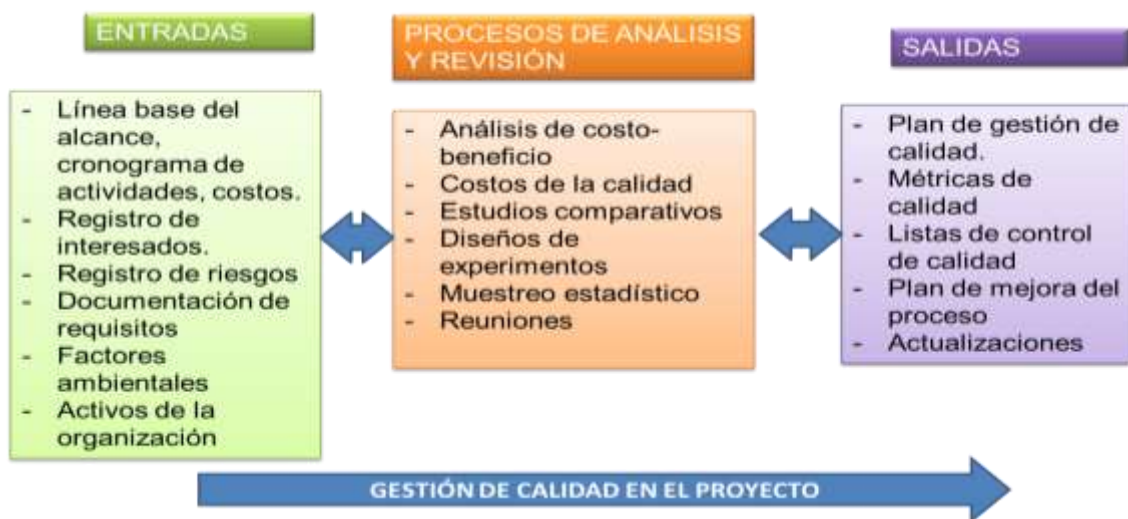 ENTRADAS
- Línea base del
alcance,
cronograma de
actividades, costos.
- Registro de
interesados.
- Registro de riesgos
- Documentación de
requisitos
- Factores
ambientales
- Activos de la
organización
PROCESOS DE ANÁLISIS
Y REVISIÓN
- Análisis de costo-
beneficio
- Costos de la calidad
- Estudios comparativos
- Diseños de
experimentos
- Muestreo estadístico
- Reuniones
SALIDAS
- Plan de gestión de
calidad.
- Métricas de
calidad
- Listas de control
de calidad
- Plan de mejora del
proceso
- Actualizaciones
GESTIÓN DE CALIDAD EN EL PROYECTO